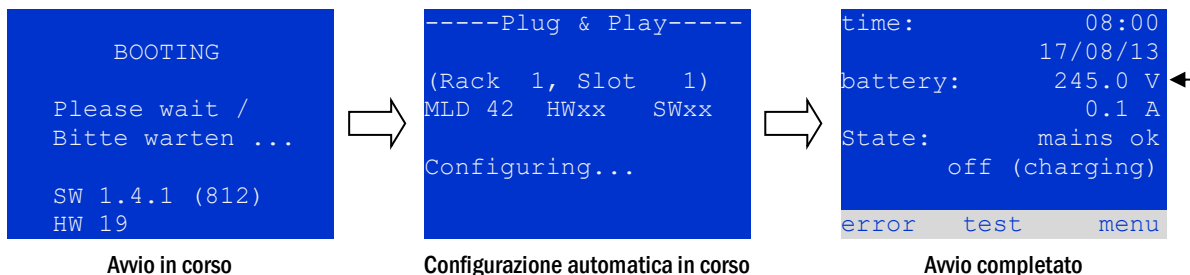 BOOTING
Please wait /
Bitte warten ...
SW 1.4.1 (812)
HW 19
Avvio in corso
-----Plug & Play-----
(Rack 1, Slot 1)
MLD 42 HWxx SWxx
Configuring...
Configurazione automatica in corso
time: 08:00
17/08/13
battery: 245.0 V
0.1 A
State: mains ok
off (charging)
error test menu
Avvio completato